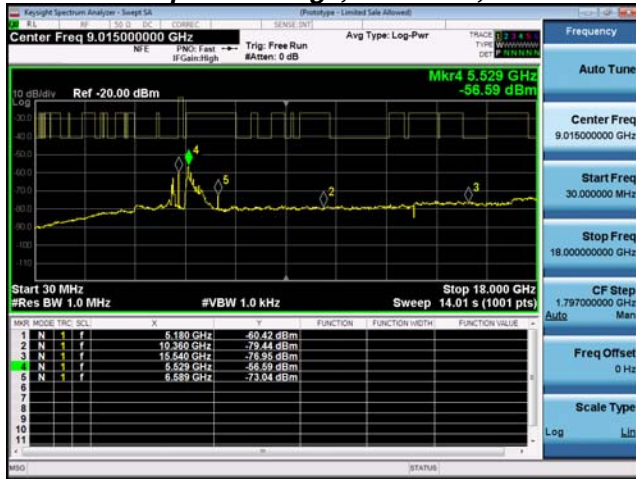 Keysight Spectrum Analyzer - Swept SA
(Prototype - Limited Sale Allowed)
RL RF 50 Ω DC CORREC SENSE:INT
Center Freq 9.015000000 GHz
NFE PNO: Fast IFGain:High
Trig: Free Run
#Atten: 0 dB
Avg Type: Log-Pwr
TRACE 1 2 3 4 5 6
TYPE WWWWWW
DET P NNNNN
Mkr4 5.529 GHz
-56.59 dBm
10 dB/div Ref -20.00 dBm
Log
-30.0
-40.0
-50.0
-60.0
-70.0
-80.0
-90.0
-100
-110
4
5
2
3
Start 30 MHz
Stop 18.000 GHz
#Res BW 1.0 MHz #VBW 1.0 kHz Sweep 14.01 s (1001 pts)
MKR MODE TRC SCL X Y FUNCTION FUNCTION WIDTH FUNCTION VALUE
1 N 1 f 5.180 GHz -60.42 dBm
2 N 1 f 10.360 GHz -79.44 dBm
3 N 1 f 15.540 GHz -76.95 dBm
4 N 1 f 5.529 GHz -56.59 dBm
5 N 1 f 6.589 GHz -73.04 dBm
6
7
8
9
10
11
MSG STATUS
Frequency
Auto Tune
Center Freq
9.015000000 GHz
Start Freq
30.000000 MHz
Stop Freq
18.000000000 GHz
CF Step
1.797000000 GHz
Auto Man
Freq Offset
0 Hz
Scale Type
Log Lin